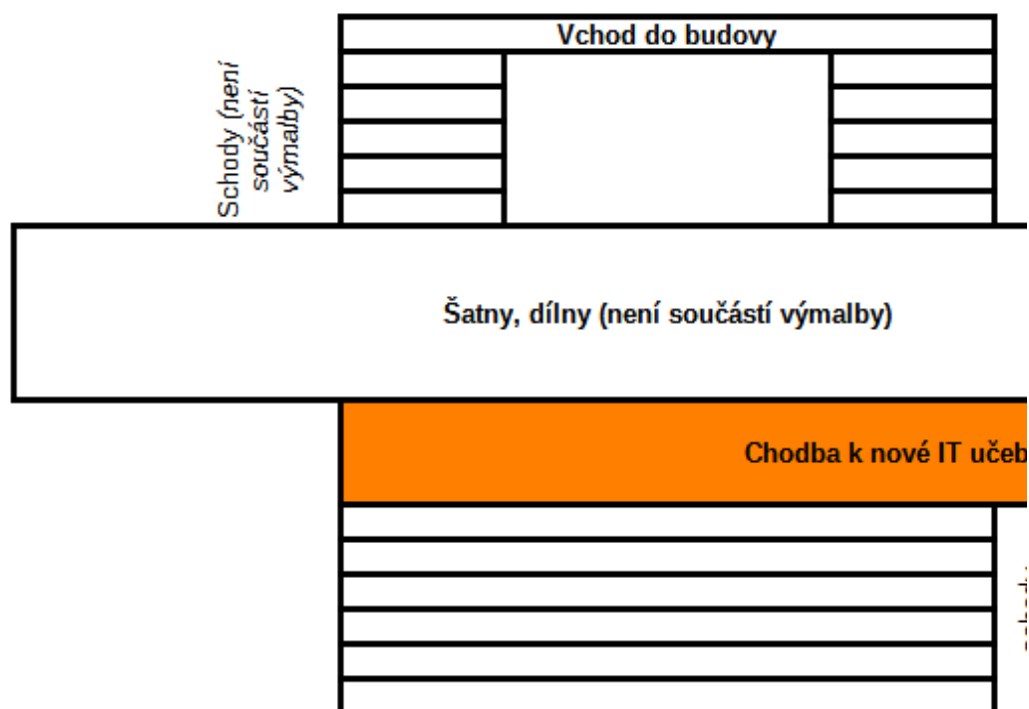 Vchod do budovy
Schody (není
součástí
výmalby)
Šatny, dílny (není součástí výmalby)
Chodba k nové IT učeb